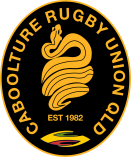 CABOOLTURE RUGBY UNION QLD
EST 1982